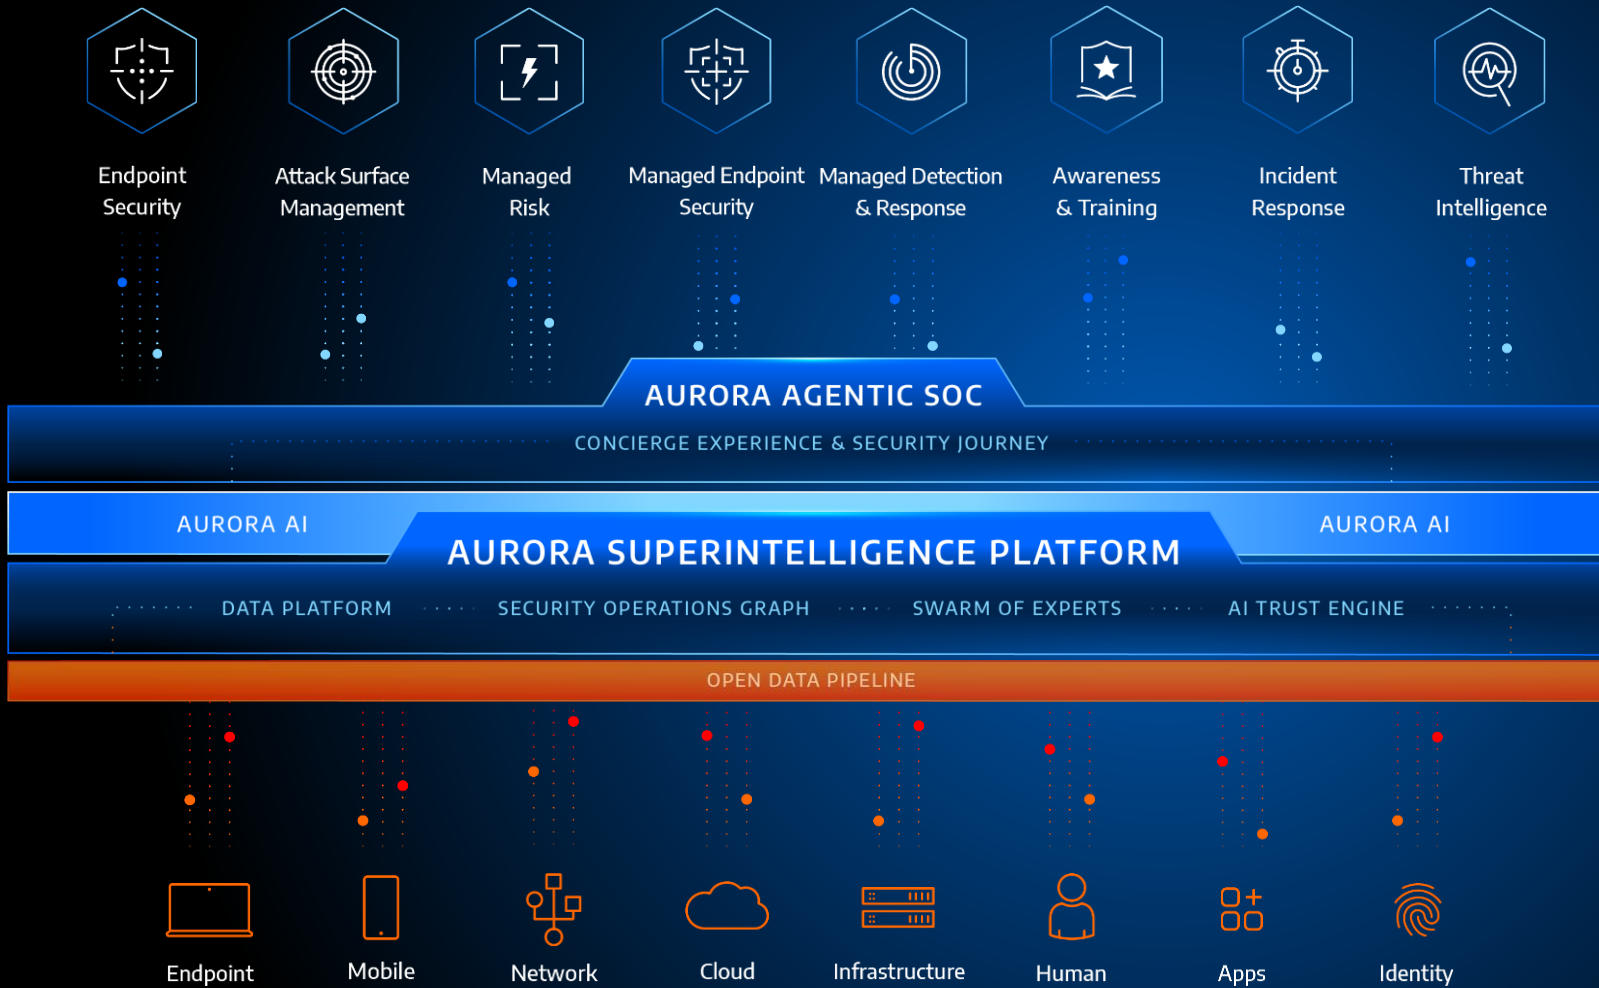 Endpoint
Security
Attack Surface
Management
Managed
Risk
Managed Endpoint
Security
Managed Detection
& Response
Awareness
& Training
Incident
Response
Threat
Intelligence
AURORA AGENTIC SOC
CONCIERGE EXPERIENCE & SECURITY JOURNEY
AURORA AI
AURORA AI
AURORA SUPERINTELLIGENCE PLATFORM
DATA PLATFORM
SECURITY OPERATIONS GRAPH
SWARM OF EXPERTS
AI TRUST ENGINE
OPEN DATA PIPELINE
Endpoint
Mobile
Network
Cloud
Infrastructure
Human
Apps
Identity